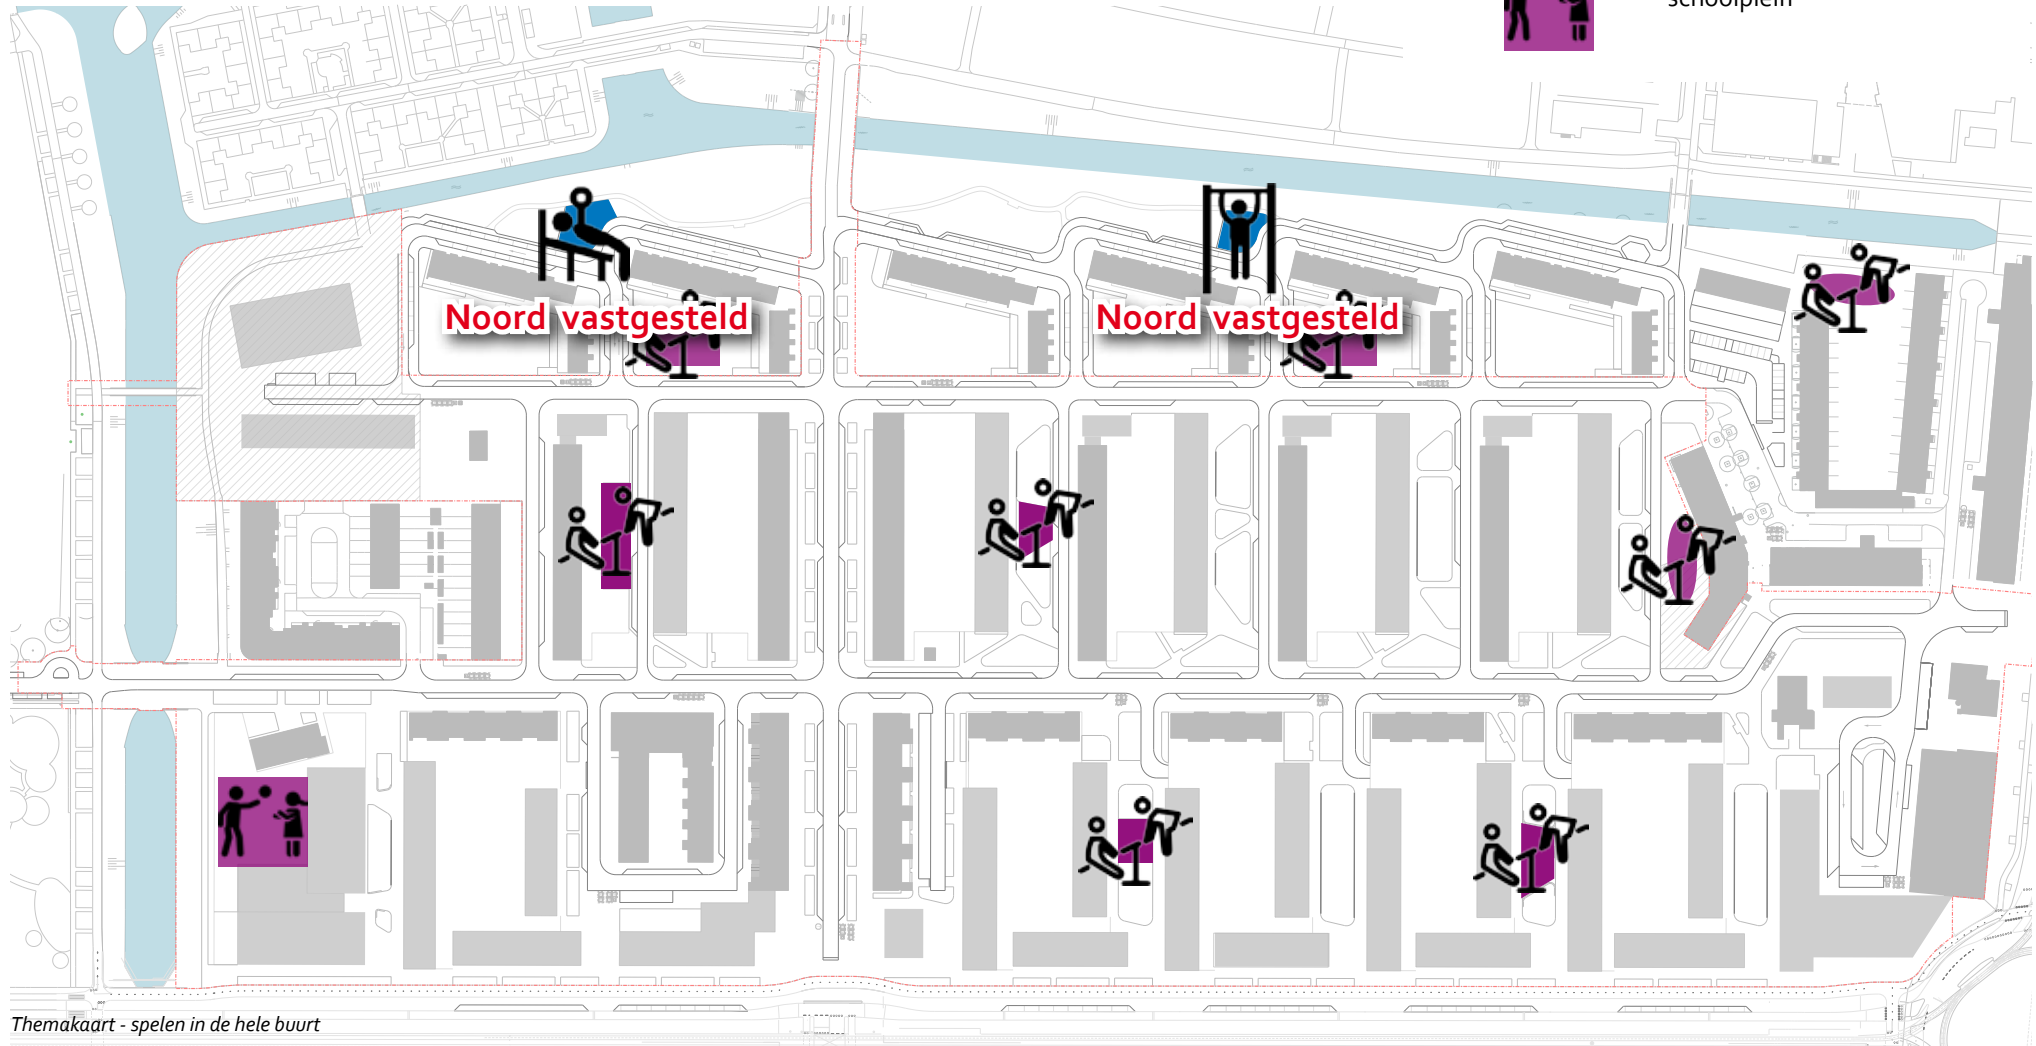 schoolplein
Noord vastgesteld
Noord vastgesteld
Themakaart - spelen in de hele buurt